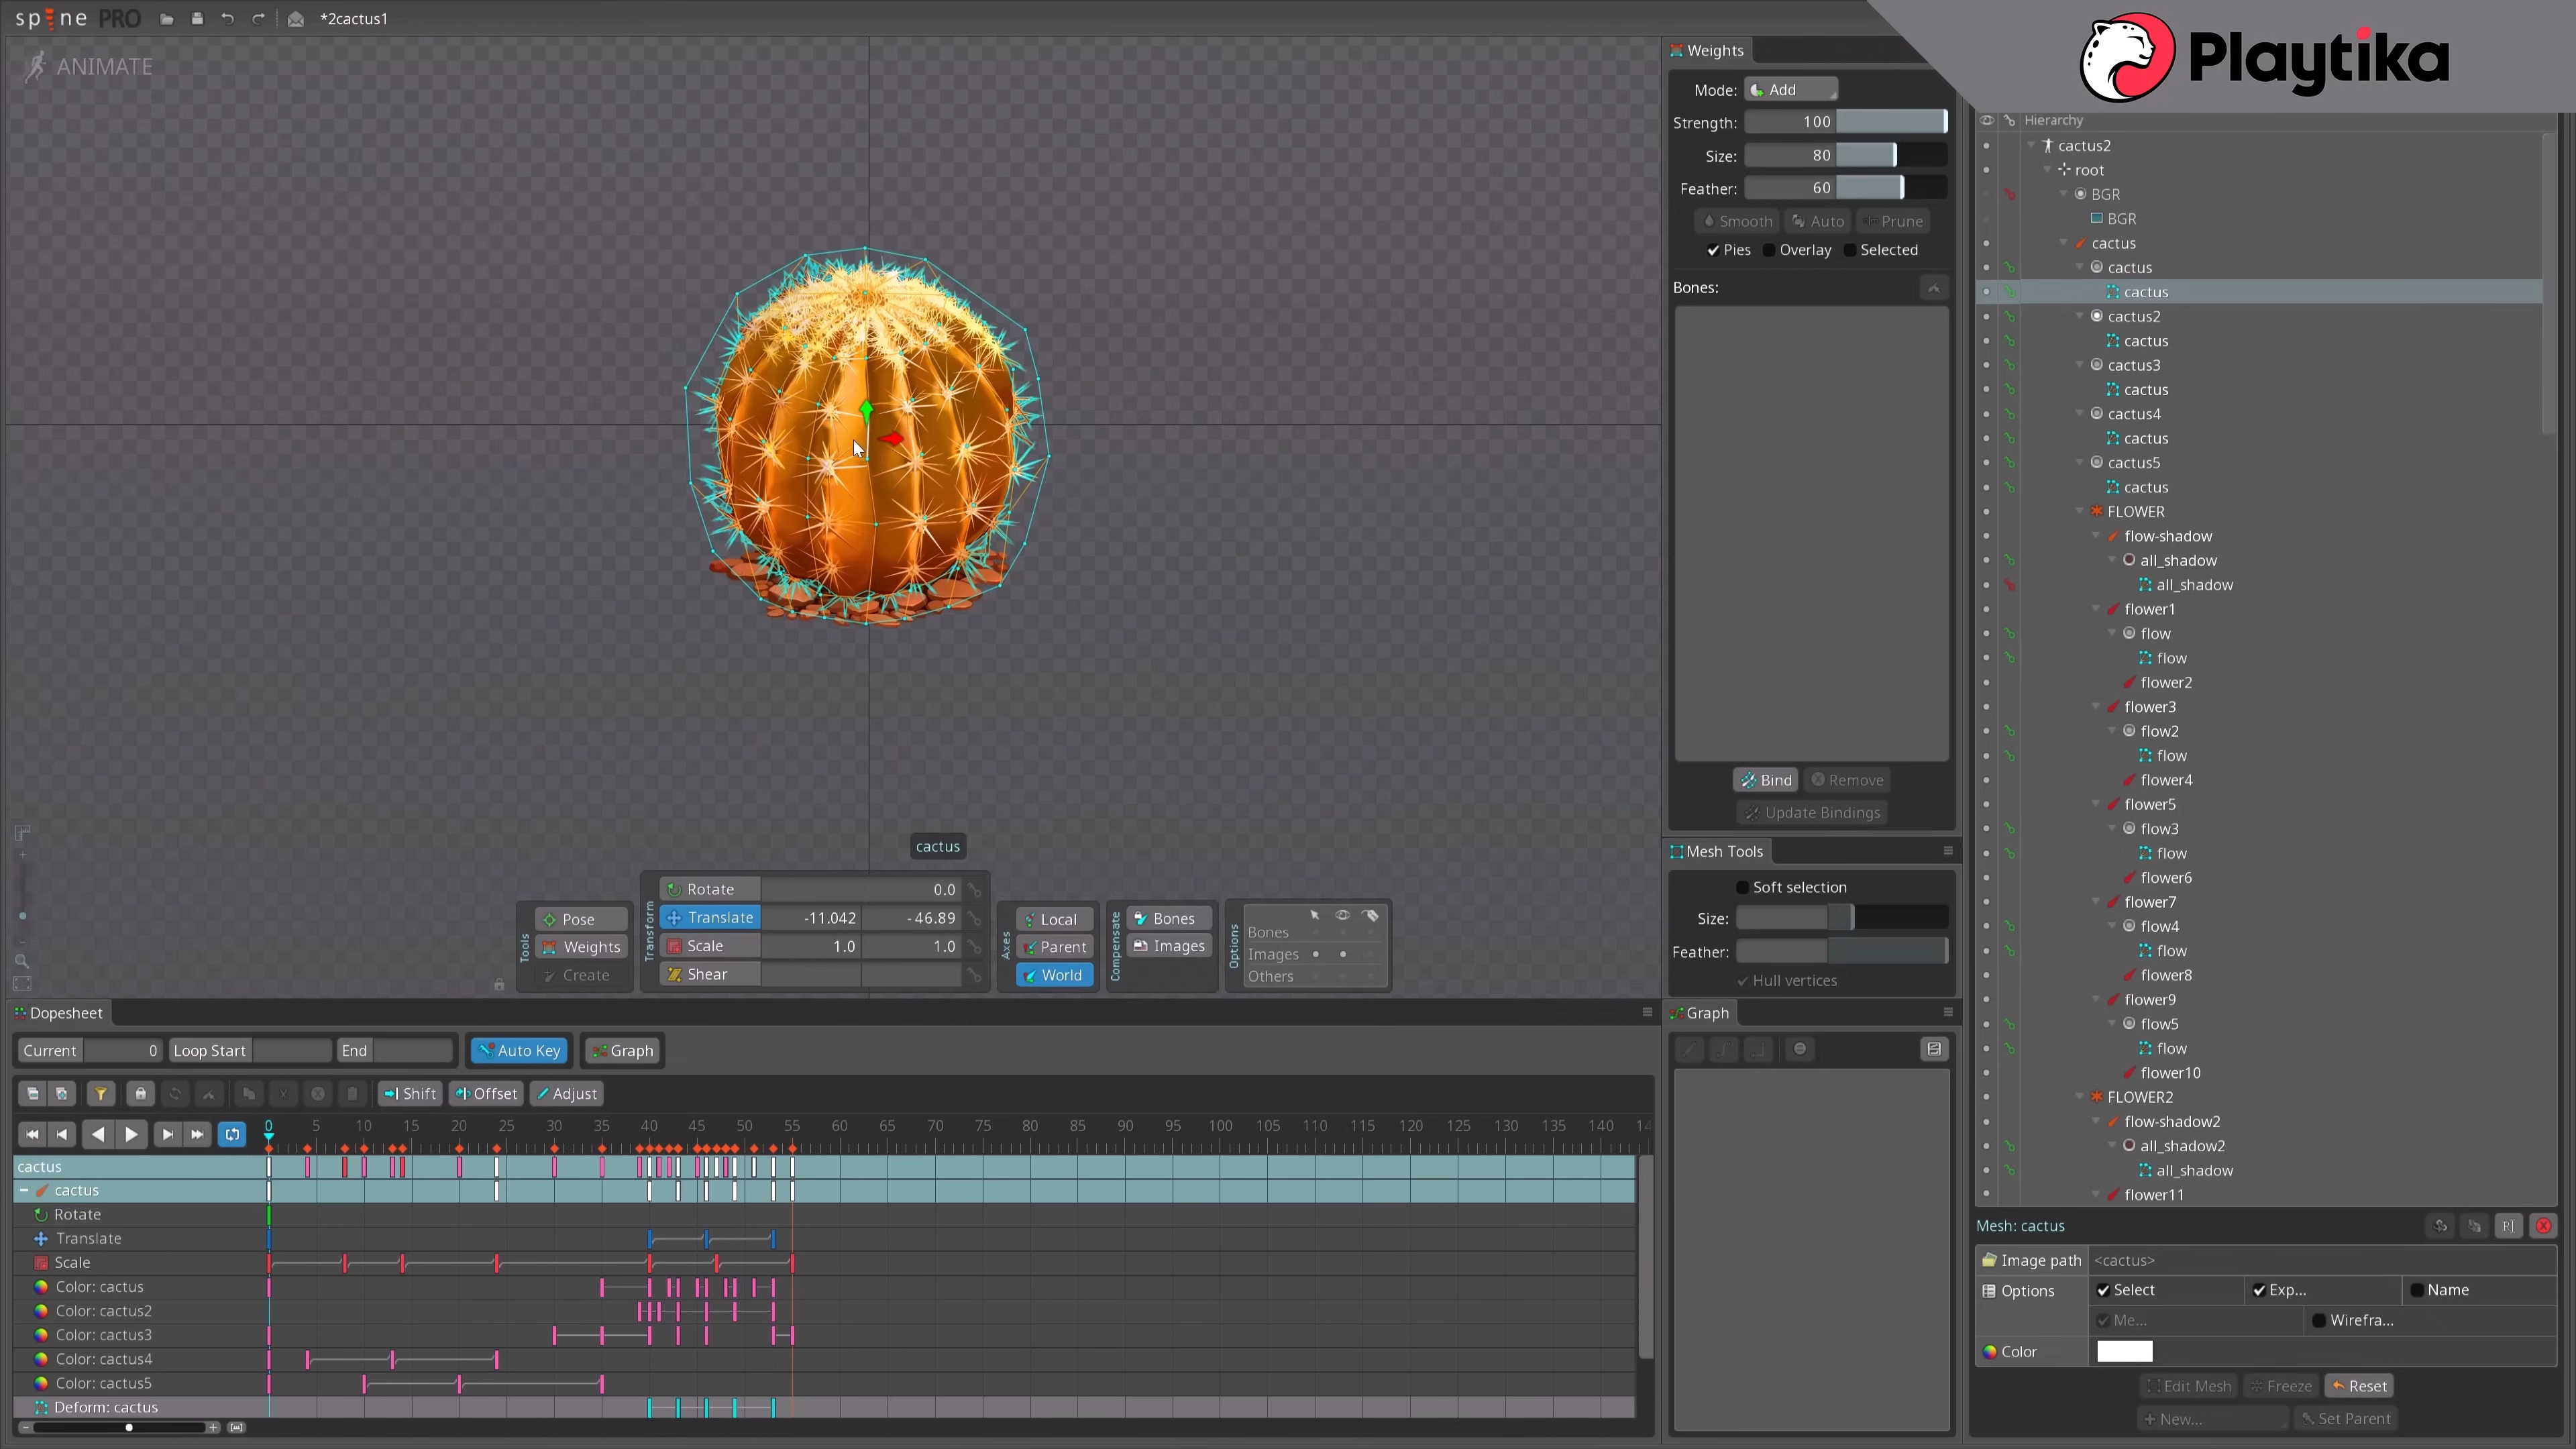 spine PRO
*2cactus1
Playtika
ANIMATE
Weights
Mode: Add
Strength: 100
Size: 80
Feather: 60
Smooth Auto Prune
Pies Overlay Selected
Bones:
Bind Remove
Update Bindings
Mesh Tools
Soft selection
Size:
Feather:
Hull vertices
Graph
Hierarchy
cactus2
root
BGR
BGR
cactus
cactus
cactus
cactus2
cactus
cactus3
cactus
cactus4
cactus
cactus5
cactus
FLOWER
flow-shadow
all_shadow
all_shadow
flower1
flow
flow
flower2
flower3
flow2
flow
flower4
flower5
flow3
flow
flower6
flower7
flow4
flow
flower8
flower9
flow5
flow
flower10
FLOWER2
flow-shadow2
all_shadow2
all_shadow
flower11
Mesh: cactus
Image path <cactus>
Options Select Exp... Name
Me... Wirefra...
Color
Edit Mesh Freeze Reset
New... Set Parent
cactus
Tools
Pose
Weights
Create
Transform
Rotate 0.0
Translate -11.042 -46.89
Scale 1.0 1.0
Shear
Axes
Local
Parent
World
Compensate
Bones
Images
Options
Bones
Images
Others
Dopesheet
Current 0 Loop Start End Auto Key Graph
Shift Offset Adjust
0 5 10 15 20 25 30 35 40 45 50 55 60 65 70 75 80 85 90 95 100 105 110 115 120 125 130 135 140 14
cactus
cactus
Rotate
Translate
Scale
Color: cactus
Color: cactus2
Color: cactus3
Color: cactus4
Color: cactus5
Deform: cactus